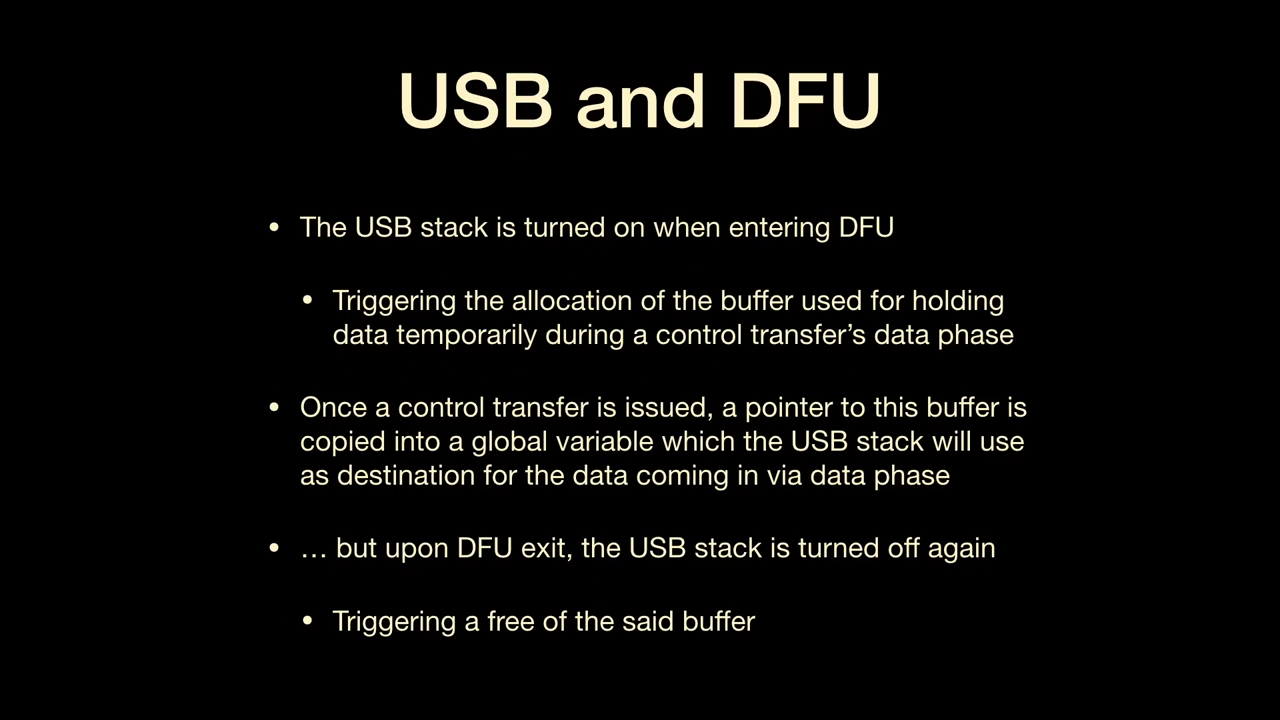 USB and DFU
• The USB stack is turned on when entering DFU
• Triggering the allocation of the buffer used for holding
data temporarily during a control transfer’s data phase
• Once a control transfer is issued, a pointer to this buffer is
copied into a global variable which the USB stack will use
as destination for the data coming in via data phase
• … but upon DFU exit, the USB stack is turned off again
• Triggering a free of the said buffer